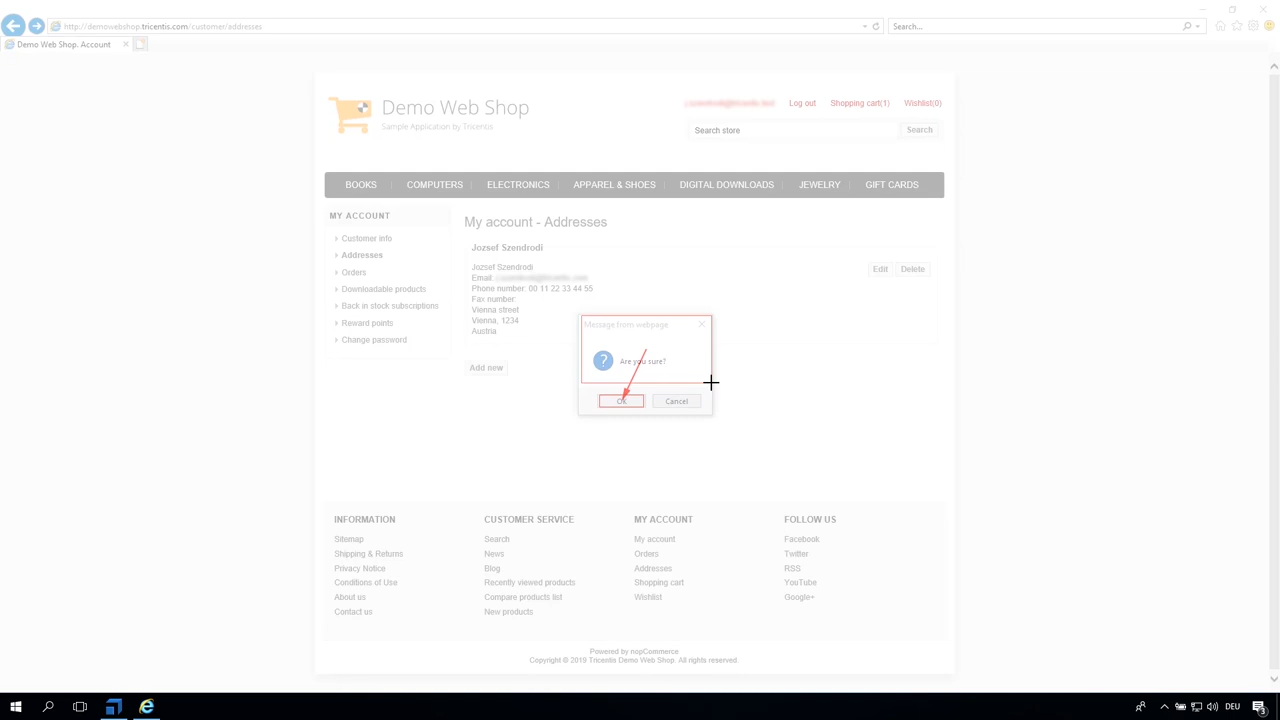 http://demowebshop.tricentis.com/customer/addresses
Search...
Demo Web Shop. Account
Demo Web Shop
Sample Application by Tricentis
Log out
Shopping cart(1)
Wishlist(0)
Search store
Search
BOOKS
COMPUTERS
ELECTRONICS
APPAREL & SHOES
DIGITAL DOWNLOADS
JEWELRY
GIFT CARDS
MY ACCOUNT
Customer info
Addresses
Orders
Downloadable products
Back in stock subscriptions
Reward points
Change password
My account - Addresses
Jozsef Szendrodi
Jozsef Szendrodi
Email:
Phone number: 00 11 22 33 44 55
Fax number:
Vienna street
Vienna, 1234
Austria
Edit
Delete
Add new
Message from webpage
Are you sure?
OK
Cancel
INFORMATION
Sitemap
Shipping & Returns
Privacy Notice
Conditions of Use
About us
Contact us
CUSTOMER SERVICE
Search
News
Blog
Recently viewed products
Compare products list
New products
MY ACCOUNT
My account
Orders
Addresses
Shopping cart
Wishlist
FOLLOW US
Facebook
Twitter
RSS
YouTube
Google+
Powered by nopCommerce
Copyright © 2019 Tricentis Demo Web Shop. All rights reserved.
DEU
3